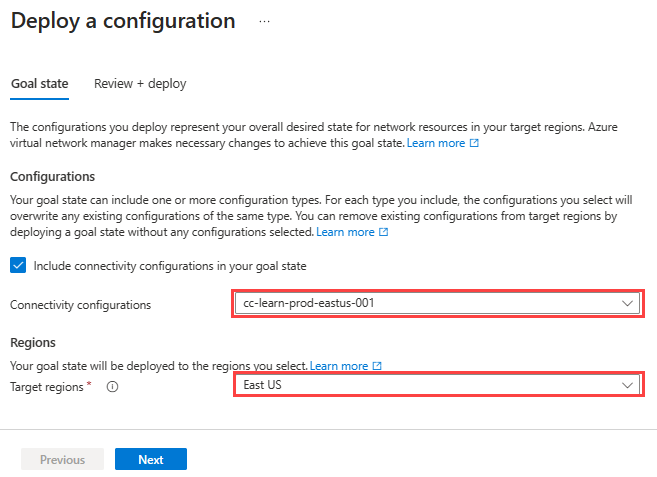 Deploy a configuration ...
Goal state Review + deploy
The configurations you deploy represent your overall desired state for network resources in your target regions. Azure
virtual network manager makes necessary changes to achieve this goal state. Learn more
Configurations
Your goal state can include one or more configuration types. For each type you include, the configurations you select will
overwrite any existing configurations of the same type. You can remove existing configurations from target regions by
deploying a goal state without any configurations selected. Learn more
Include connectivity configurations in your goal state
Connectivity configurations cc-learn-prod-eastus-001
Regions
Your goal state will be deployed to the regions you select. Learn more
Target regions * East US
Previous Next